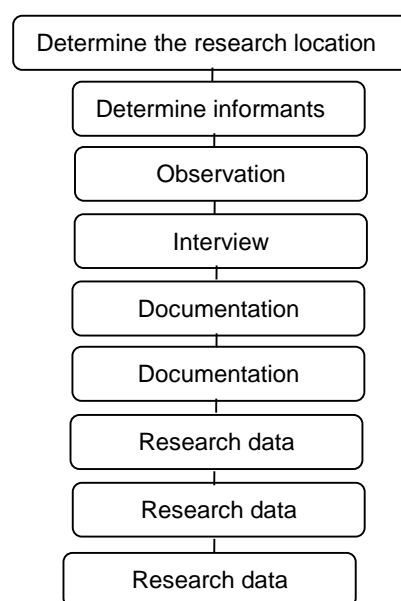 Determine the research location
Determine informants
Observation
Interview
Documentation
Documentation
Research data
Research data
Research data